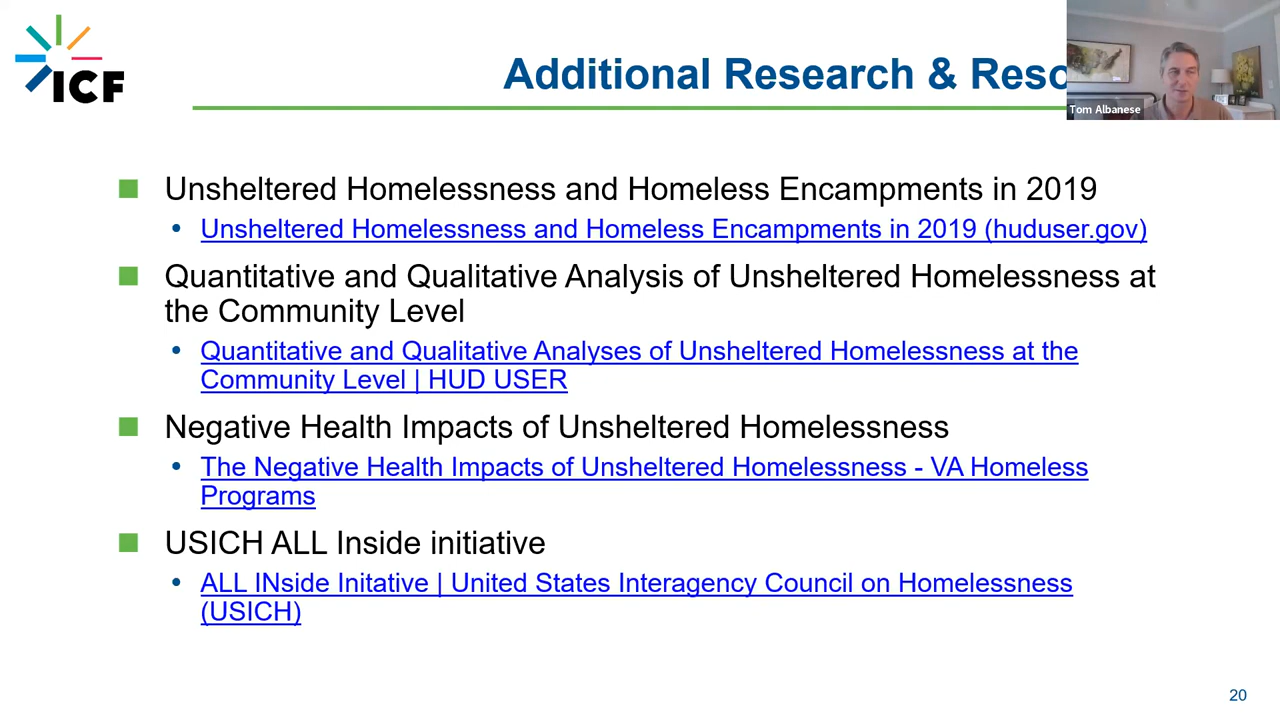 ICF
Additional Research & Reso
Tom Albanese
Unsheltered Homelessness and Homeless Encampments in 2019
Unsheltered Homelessness and Homeless Encampments in 2019 (huduser.gov)
Quantitative and Qualitative Analysis of Unsheltered Homelessness at
the Community Level
Quantitative and Qualitative Analyses of Unsheltered Homelessness at the
Community Level | HUD USER
Negative Health Impacts of Unsheltered Homelessness
The Negative Health Impacts of Unsheltered Homelessness - VA Homeless
Programs
USICH ALL Inside initiative
ALL INside Initative | United States Interagency Council on Homelessness
(USICH)
20